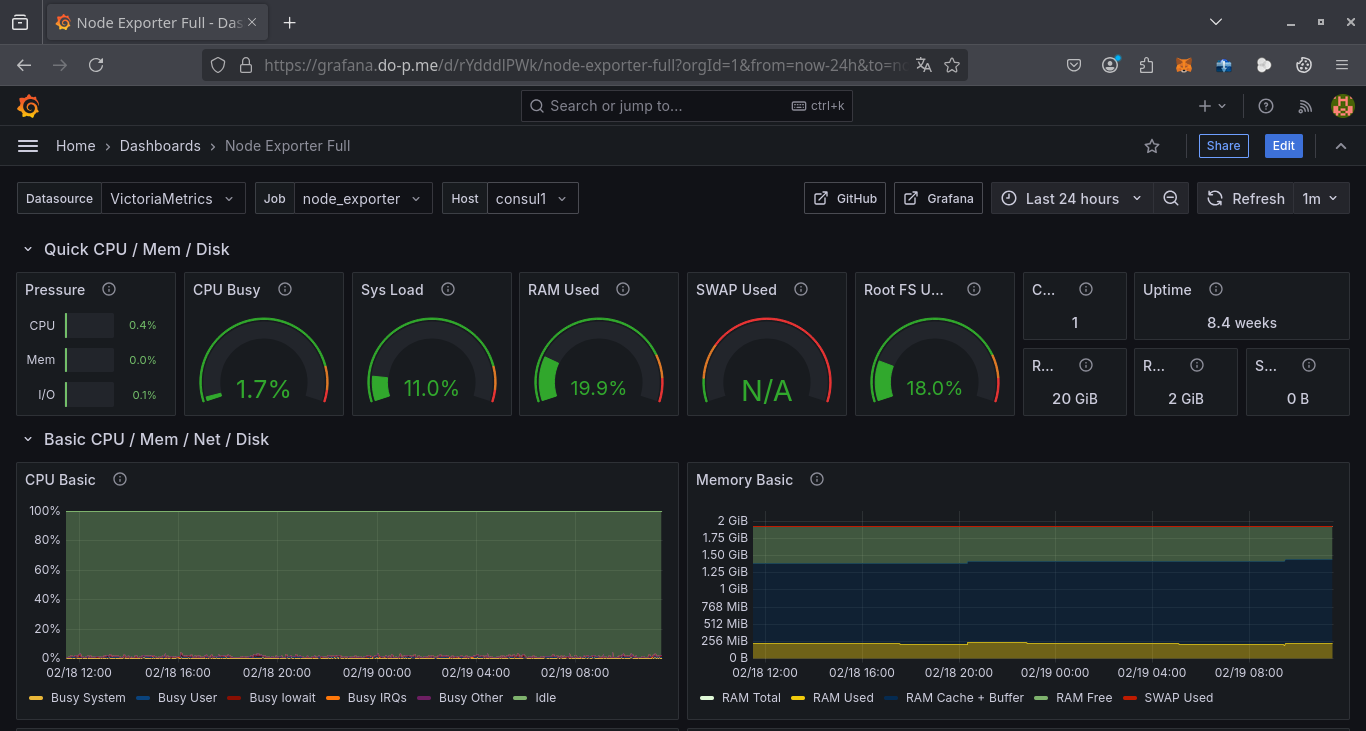 Node Exporter Full - Das
https://grafana.do-p.me/d/rYdddlPWk/node-exporter-full?orgId=1&from=now-24h&to=no
Search or jump to... ctrl+k
Home › Dashboards › Node Exporter Full
Share Edit
Datasource VictoriaMetrics Job node_exporter Host consul1 GitHub Grafana Last 24 hours Refresh 1m
Quick CPU / Mem / Disk
Pressure CPU Busy Sys Load RAM Used SWAP Used Root FS U... C... Uptime
CPU 0.4%
Mem 0.0%
I/O 0.1%
1.7% 11.0% 19.9% N/A 18.0%
1 8.4 weeks
R... R... S...
20 GiB 2 GiB 0 B
Basic CPU / Mem / Net / Disk
CPU Basic
100%
80%
60%
40%
20%
0%
02/18 12:00 02/18 16:00 02/18 20:00 02/19 00:00 02/19 04:00 02/19 08:00
Busy System Busy User Busy Iowait Busy IRQs Busy Other Idle
Memory Basic
2 GiB
1.75 GiB
1.50 GiB
1.25 GiB
1 GiB
768 MiB
512 MiB
256 MiB
0 B
02/18 12:00 02/18 16:00 02/18 20:00 02/19 00:00 02/19 04:00 02/19 08:00
RAM Total RAM Used RAM Cache + Buffer RAM Free SWAP Used